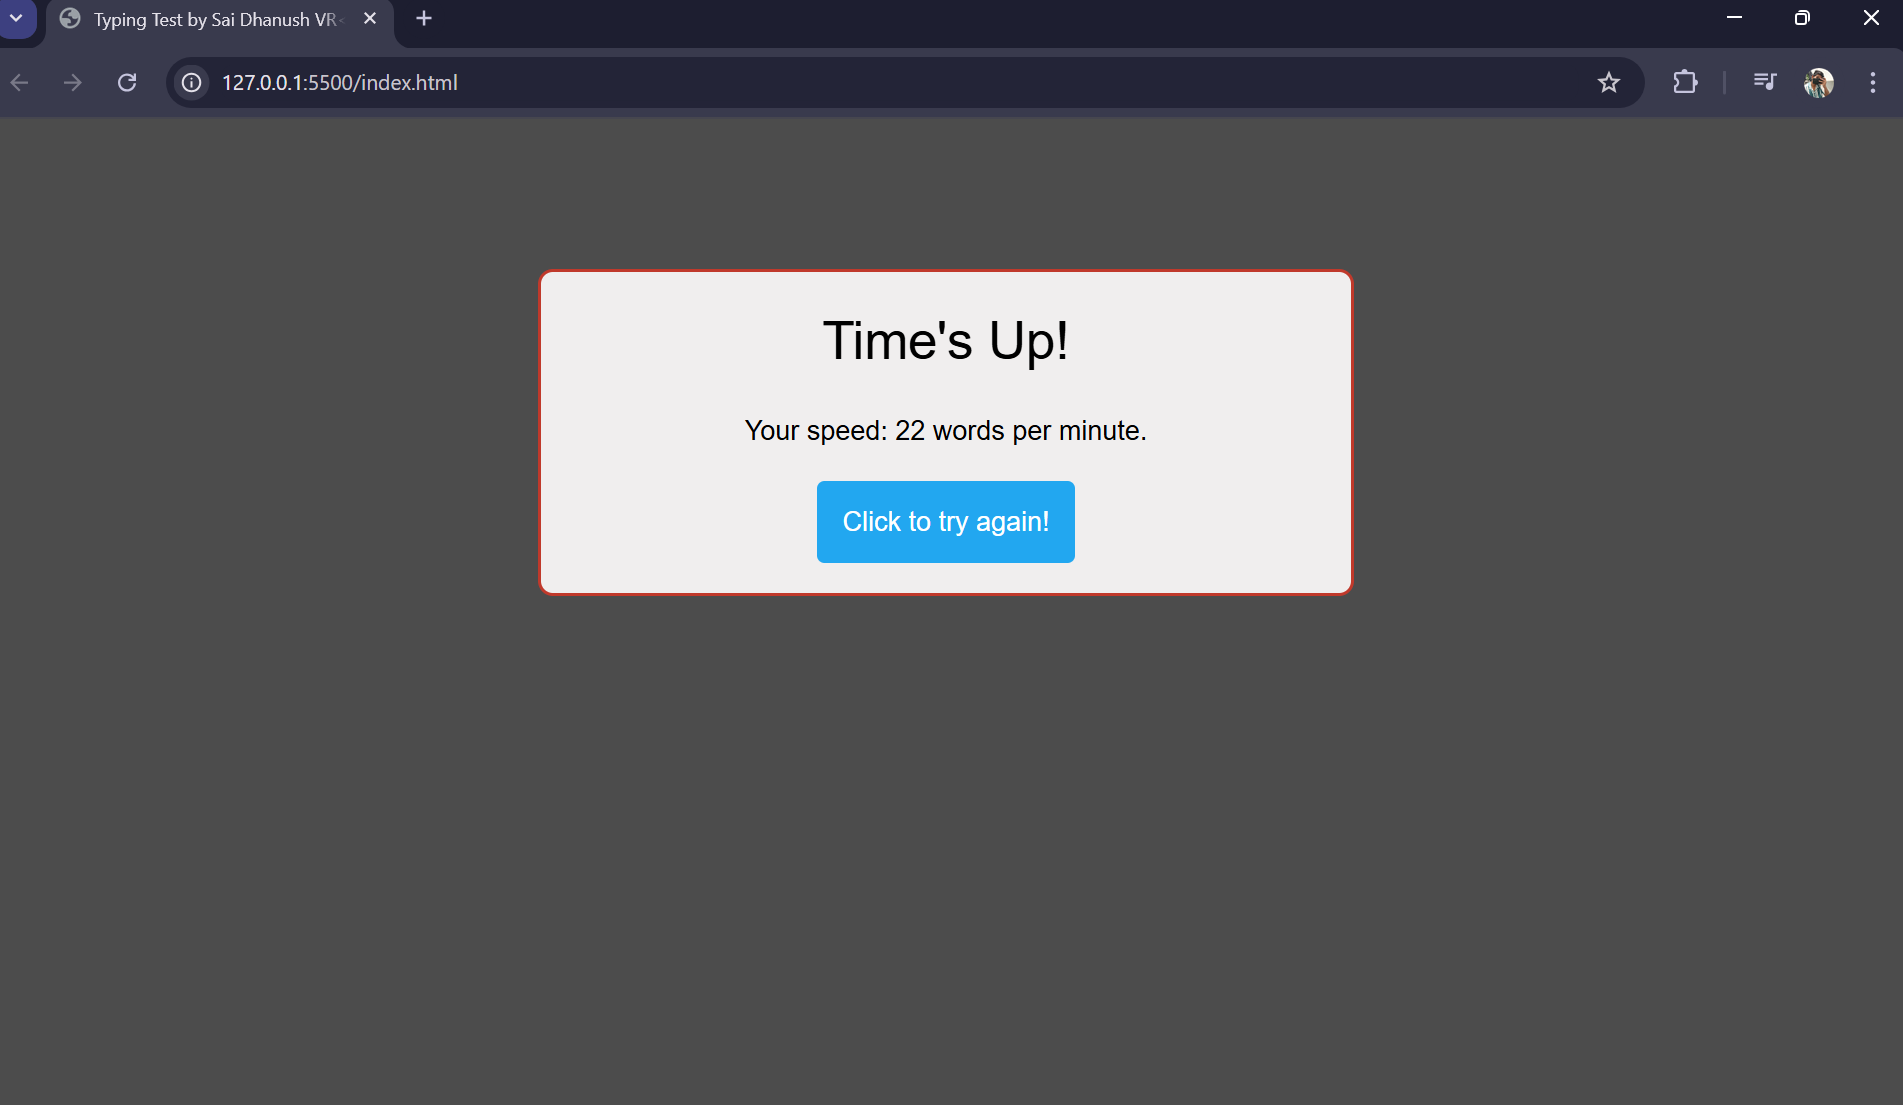 Typing Test by Sai Dhanush VR<
127.0.0.1:5500/index.html
Time's Up!
Your speed: 22 words per minute.
Click to try again!